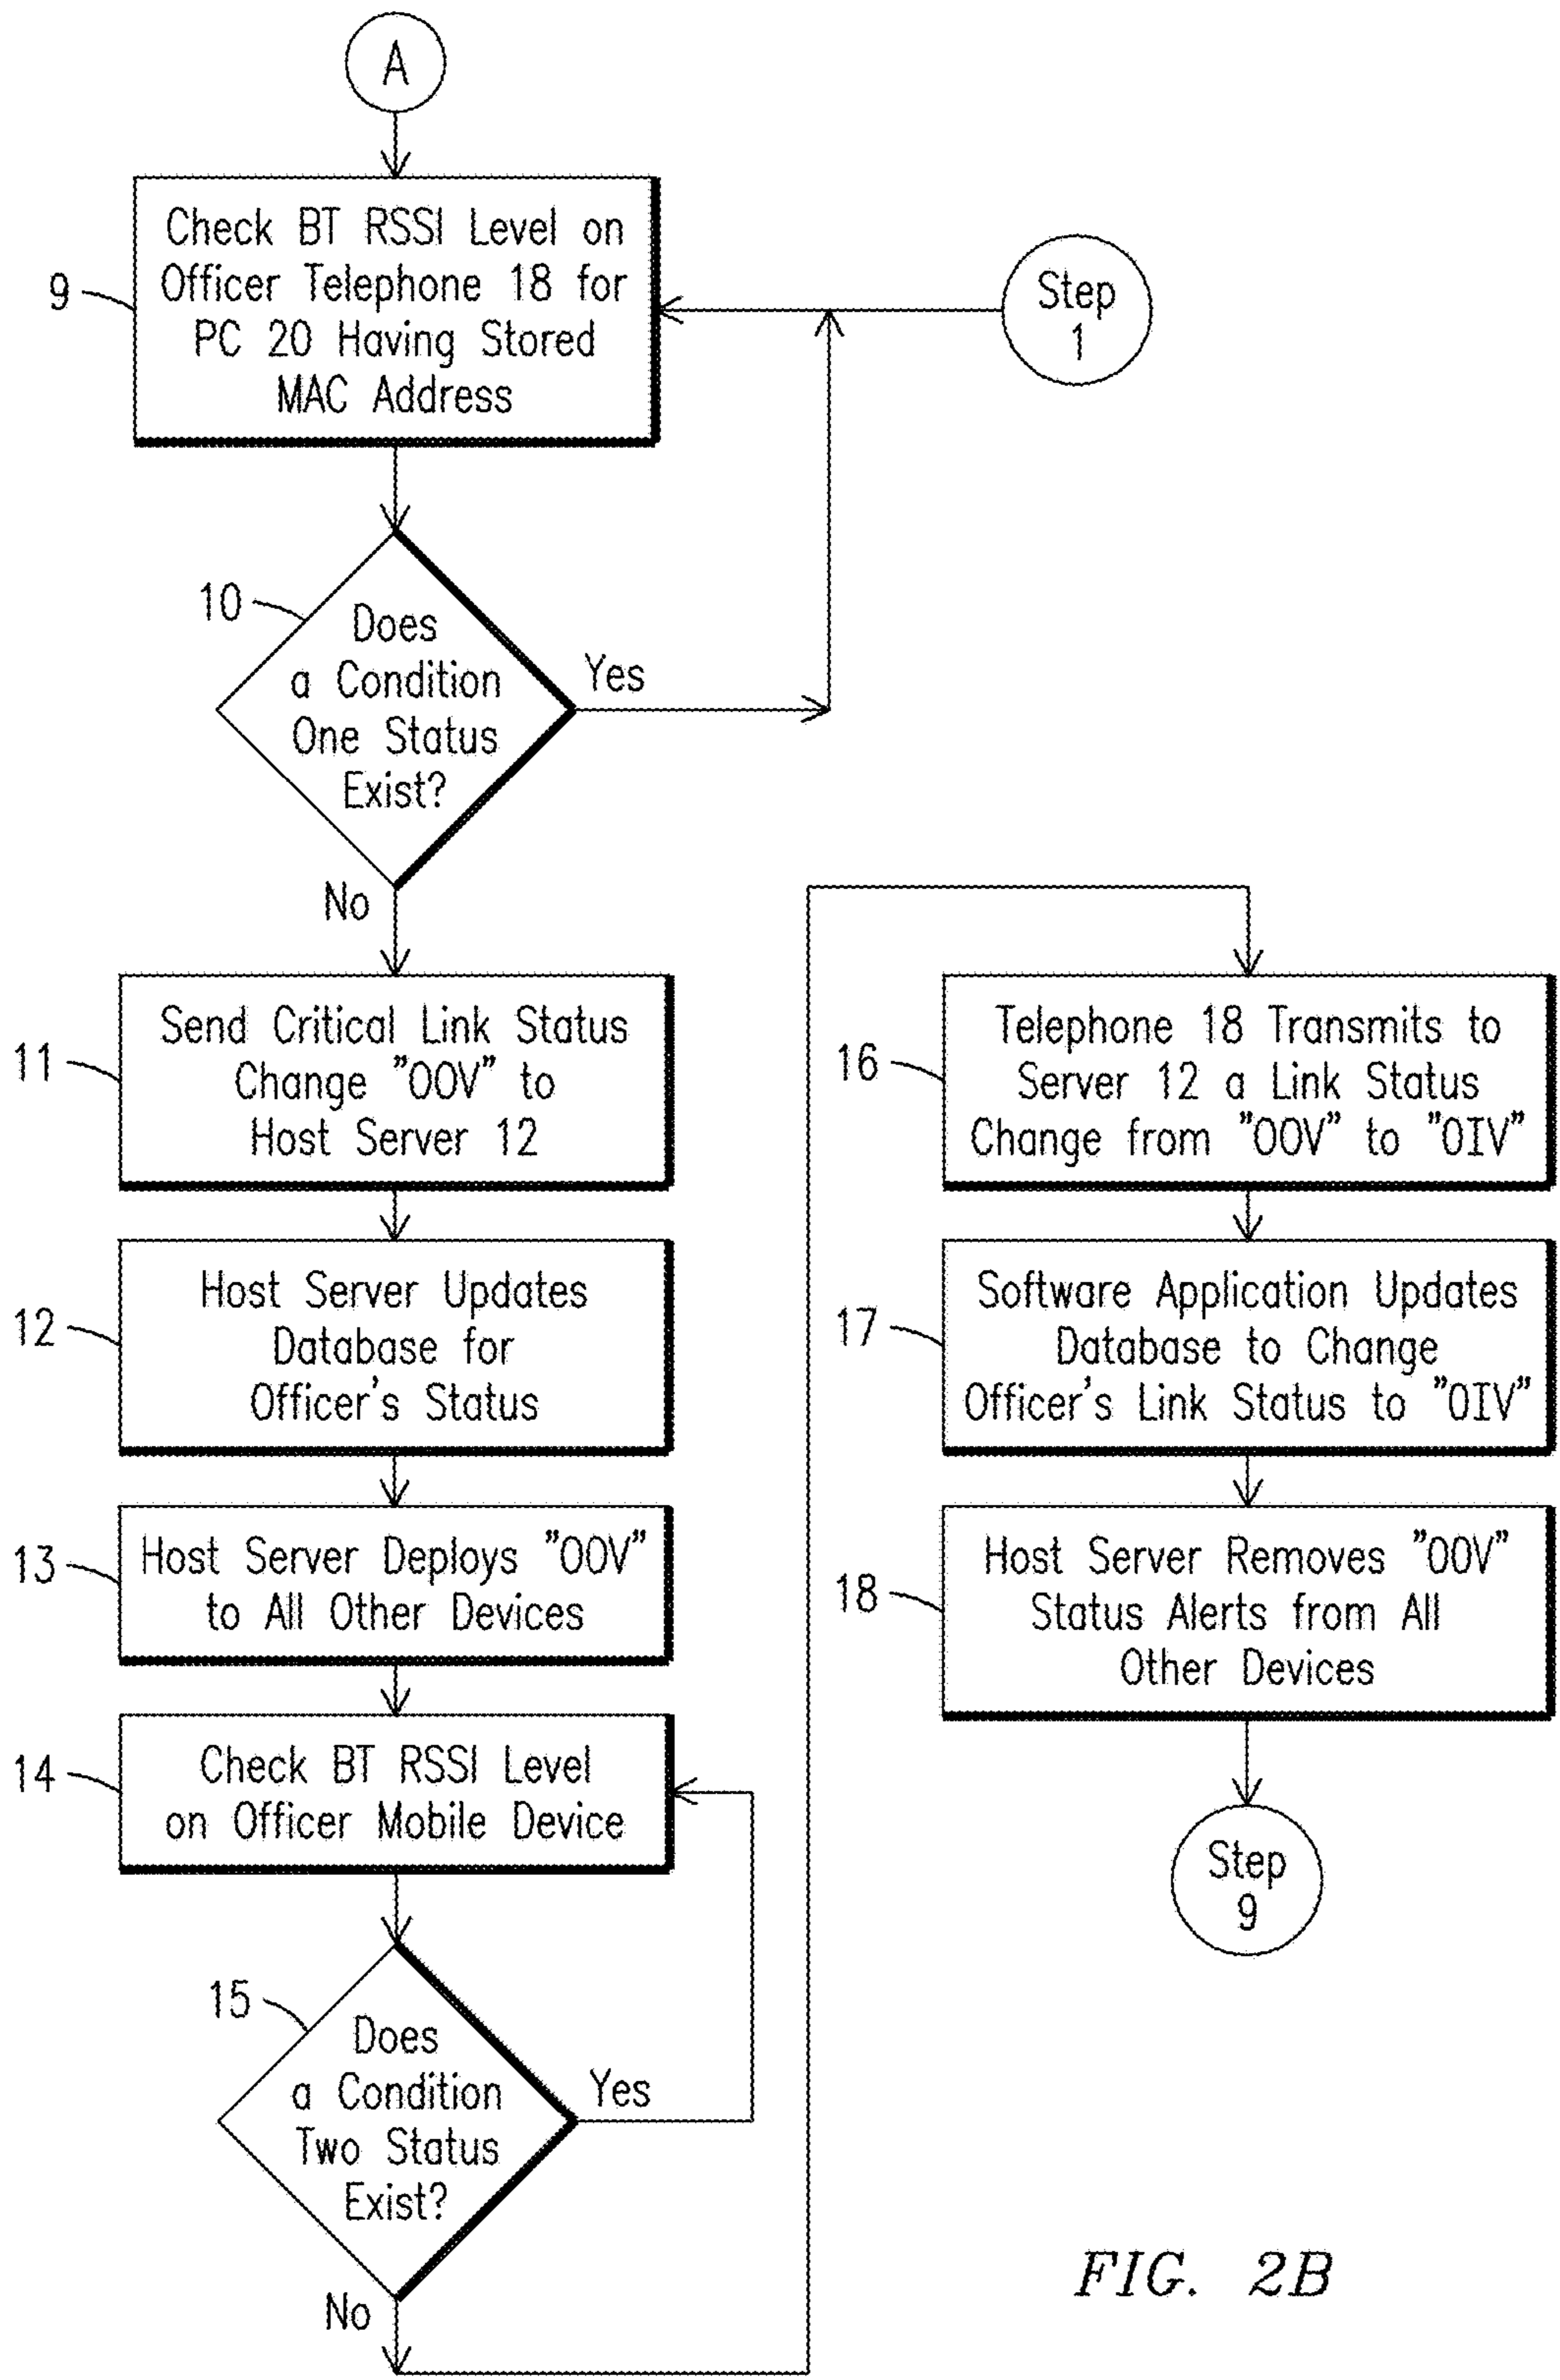 A
9
Check BT RSSI Level on
Officer Telephone 18 for
PC 20 Having Stored
MAC Address
Step
1
10
Does
a Condition
One Status
Exist?
Yes
No
11
Send Critical Link Status
Change "OOV" to
Host Server 12
12
Host Server Updates
Database for
Officer's Status
13
Host Server Deploys "OOV"
to All Other Devices
14
Check BT RSSI Level
on Officer Mobile Device
15
Does
a Condition
Two Status
Exist?
Yes
No
16
Telephone 18 Transmits to
Server 12 a Link Status
Change from "OOV" to "OIV"
17
Software Application Updates
Database to Change
Officer's Link Status to "OIV"
18
Host Server Removes "OOV"
Status Alerts from All
Other Devices
Step
9
FIG. 2B